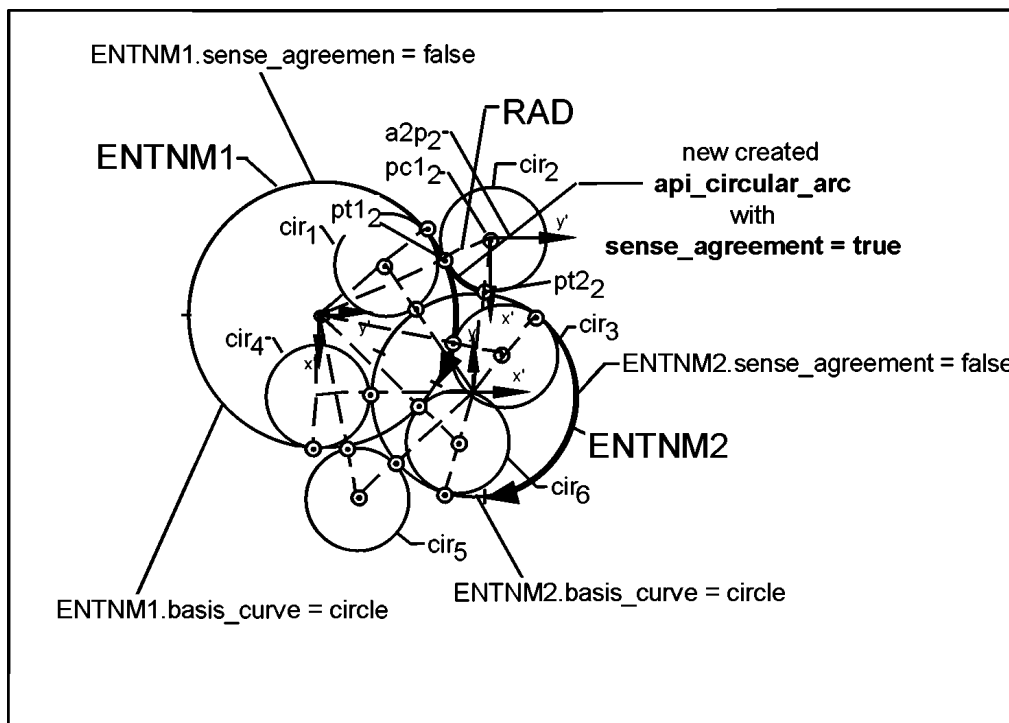 ENTNM1.sense_agreemen = false
RAD
a2p2
ENTNM1
pc12
cir2
new created
api_circular_arc
with
sense_agreement = true
pt12
cir1
y'
pt22
x'
cir3
y'
y'
cir4
x'
x'
ENTNM2.sense_agreement = false
ENTNM2
cir6
cir5
ENTNM2.basis_curve = circle
ENTNM1.basis_curve = circle